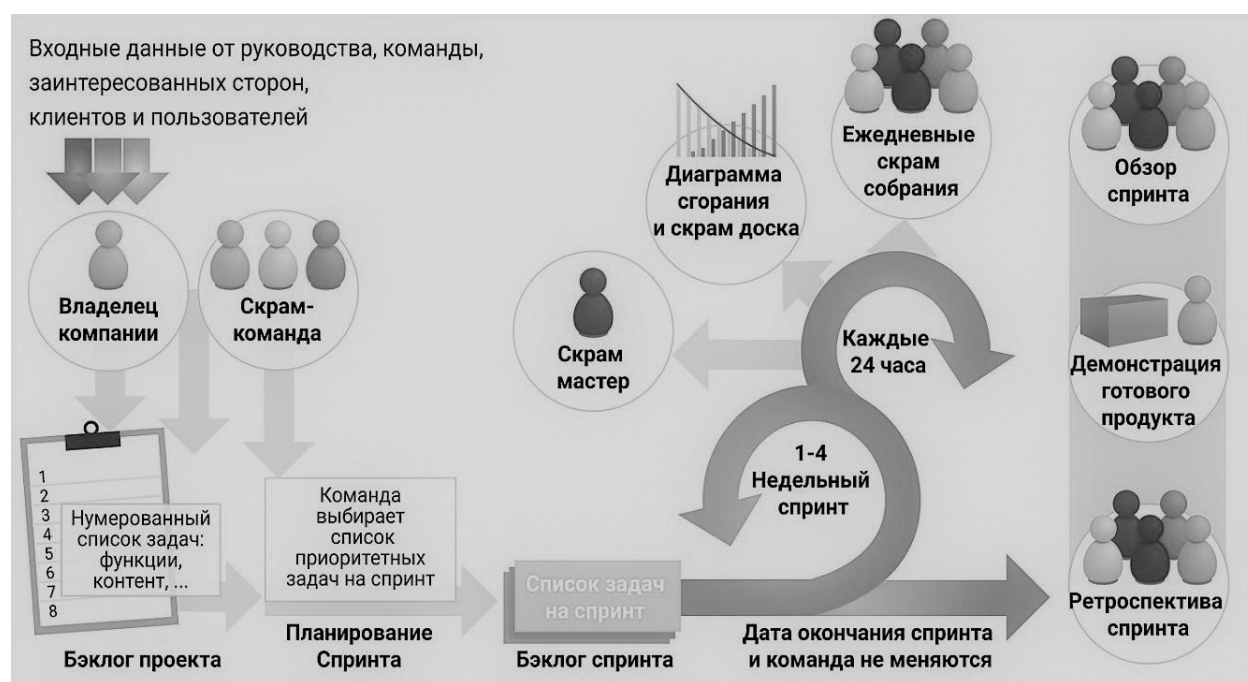 Входные данные от руководства, команды,
заинтересованных сторон,
клиентов и пользователей
Владелец
компании
Скрам-
команда
Диаграмма
сгорания
и скрам доска
Ежедневные
скрам
собрания
Обзор
спринта
Скрам
мастер
Каждые
24 часа
Демонстрация
готового
продукта
1-4
Недельный
спринт
1
2
3
4
5
6
7
8
Нумерованный
список задач:
функции,
контент, ...
Команда
выбирает
список
приоритетных
задач на спринт
Список задач
на спринт
Ретроспектива
спринта
Бэклог проекта
Планирование
Спринта
Бэклог спринта
Дата окончания спринта
и команда не меняются